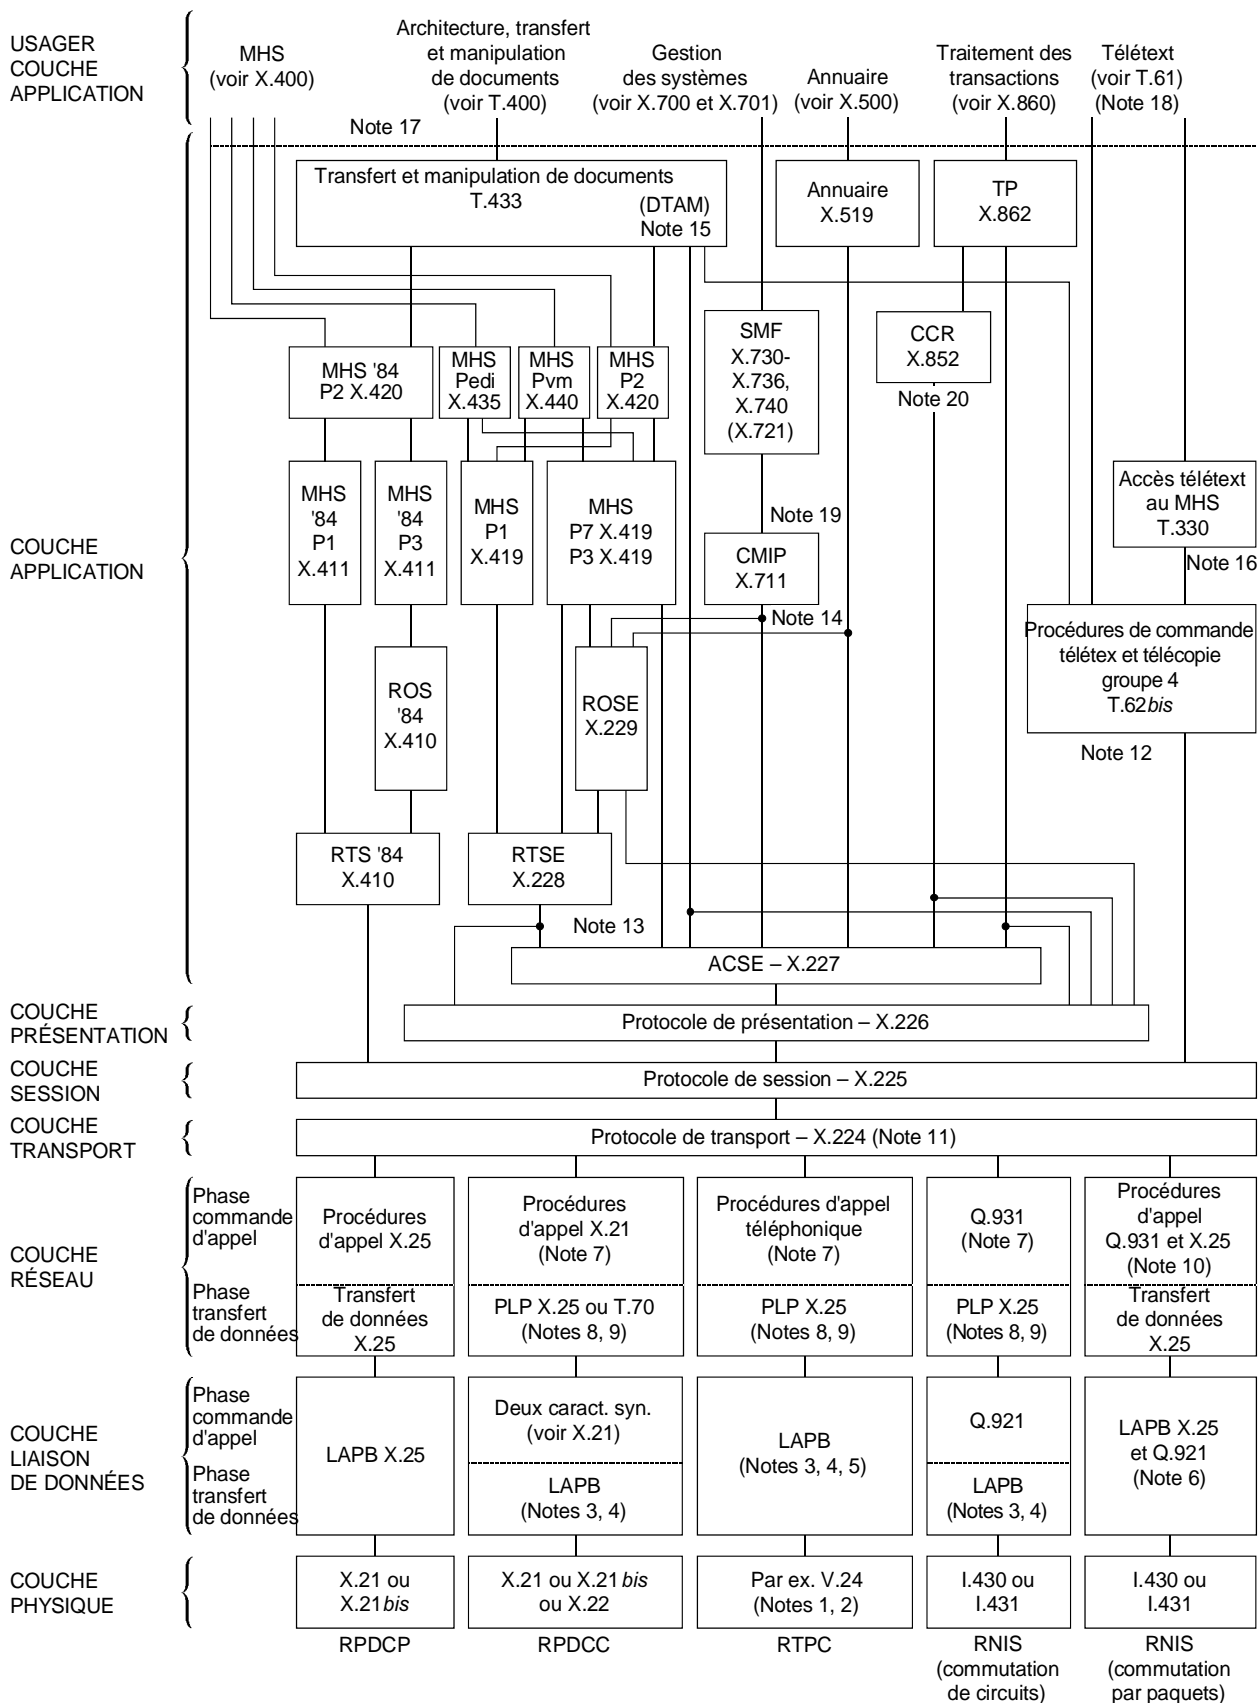 USAGER
COUCHE
APPLICATION
MHS
(voir X.400)
Architecture, transfert
et manipulation
de documents
(voir T.400)
Gestion
des systèmes
(voir X.700 et X.701)
Annuaire
(voir X.500)
Traitement des
transactions
(voir X.860)
Télétext
(voir T.61)
(Note 18)
Note 17
COUCHE
APPLICATION
Transfert et manipulation de documents
T.433
(DTAM)
Note 15
Annuaire
X.519
TP
X.862
MHS '84
P2 X.420
MHS
Pedi
X.435
MHS
Pvm
X.440
MHS
P2
X.420
SMF
X.730-
X.736,
X.740
(X.721)
CCR
X.852
Note 20
MHS
'84
P1
X.411
MHS
'84
P3
X.411
MHS
P1
X.419
MHS
P7 X.419
P3 X.419
Note 19
CMIP
X.711
Note 14
Accès télétext
au MHS
T.330
Note 16
Procédures de commande
télétex et télécopie
groupe 4
T.62bis
Note 12
ROS
'84
X.410
ROSE
X.229
RTS '84
X.410
RTSE
X.228
Note 13
ACSE – X.227
COUCHE
PRÉSENTATION
Protocole de présentation – X.226
COUCHE
SESSION
Protocole de session – X.225
COUCHE
TRANSPORT
Protocole de transport – X.224 (Note 11)
COUCHE
RÉSEAU
Phase
commande
d'appel
Procédures
d'appel X.25
Procédures
d'appel X.21
(Note 7)
Procédures d'appel
téléphonique
(Note 7)
Q.931
(Note 7)
Procédures
d'appel
Q.931 et X.25
(Note 10)
Phase
transfert
de données
Transfert
de données
X.25
PLP X.25 ou T.70
(Notes 8, 9)
PLP X.25
(Notes 8, 9)
PLP X.25
(Notes 8, 9)
Transfert
de données
X.25
COUCHE
LIAISON
DE DONNÉES
Phase
commande
d'appel
Phase
transfert
de données
LAPB X.25
Deux caract. syn.
(voir X.21)
LAPB
(Notes 3, 4)
LAPB
(Notes 3, 4, 5)
Q.921
LAPB
(Notes 3, 4)
LAPB X.25
et Q.921
(Note 6)
COUCHE
PHYSIQUE
X.21 ou
X.21bis
X.21 ou X.21bis
ou X.22
Par ex. V.24
(Notes 1, 2)
I.430 ou
I.431
I.430 ou
I.431
RPDCP
RPDCC
RTPC
RNIS
(commutation
de circuits)
RNIS
(commutation
par paquets)